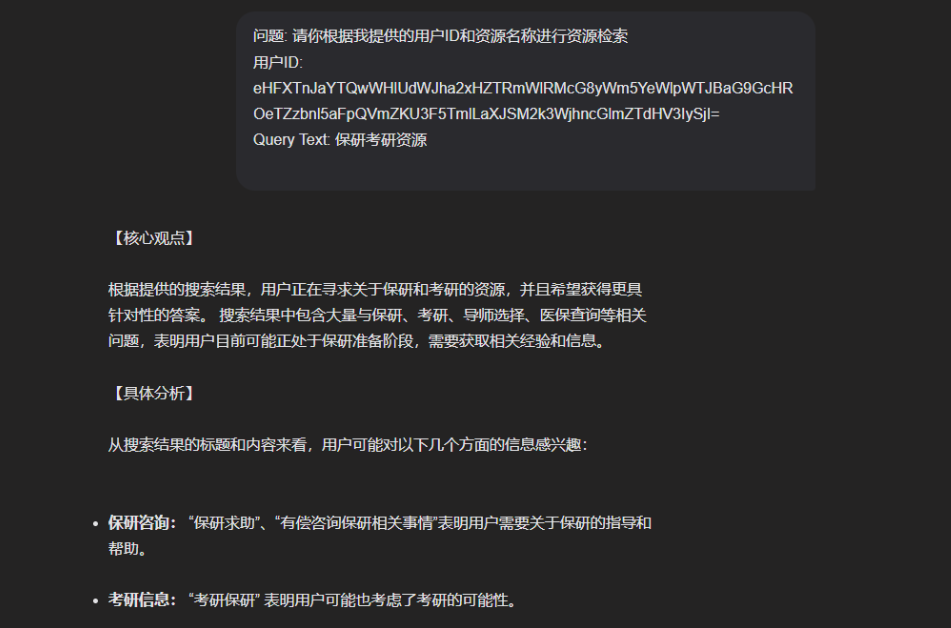 问题: 请你根据我提供的用户ID和资源名称进行资源检索
用户ID:
eHFXTnJaYTQwWHlUdWJha2xHZTRmWlRMcG8yWm5YeWlpWTJBaG9GcHR
OeTZzbnl5aFpQVmZKU3F5TmlLaXJSM2k3WjhncGlmZTdHV3IySjI=
Query Text: 保研考研资源
【核心观点】
根据提供的搜索结果，用户正在寻求关于保研和考研的资源，并且希望获得更具
针对性的答案。 搜索结果中包含大量与保研、考研、导师选择、医保查询等相关
问题，表明用户目前可能正处于保研准备阶段，需要获取相关经验和信息。
【具体分析】
从搜索结果的标题和内容来看，用户可能对以下几个方面的信息感兴趣：
• 保研咨询： “保研求助”、“有偿咨询保研相关事情”表明用户需要关于保研的指导和
帮助。
• 考研信息： “考研保研” 表明用户可能也考虑了考研的可能性。